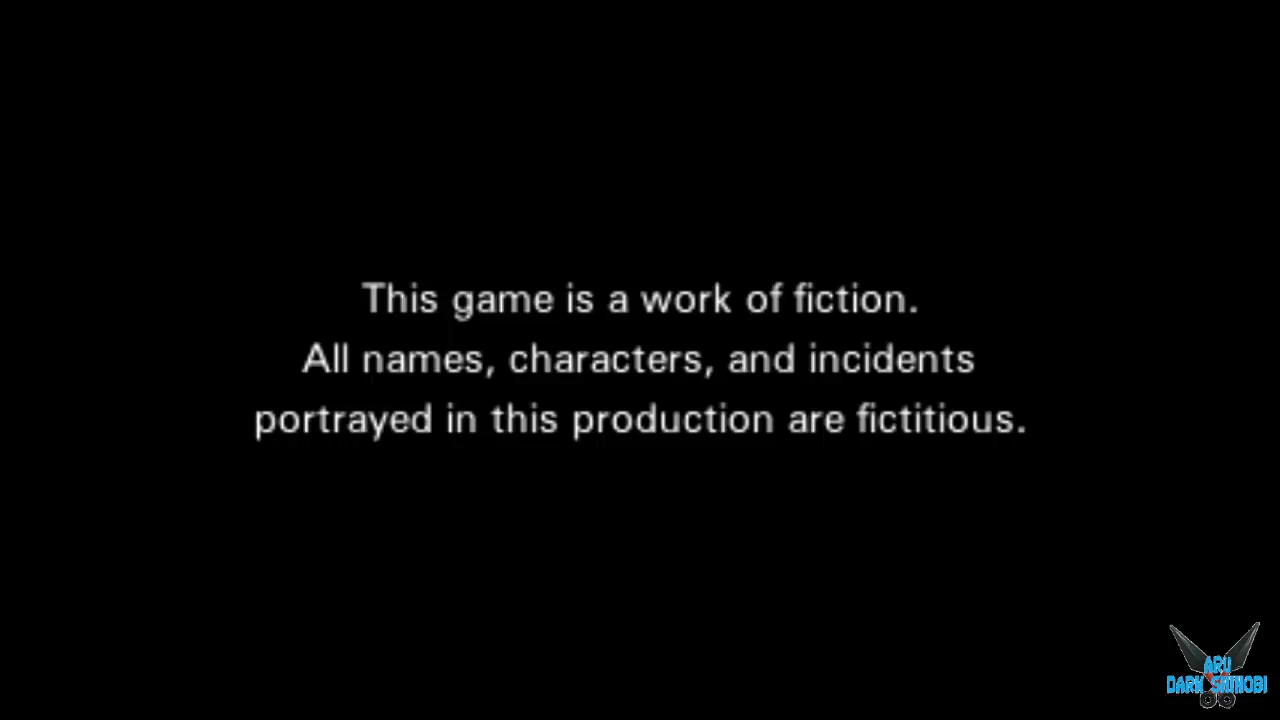 This game is a work of fiction.
All names, characters, and incidents
portrayed in this production are fictitious.
ARU
DARK SHINOBI